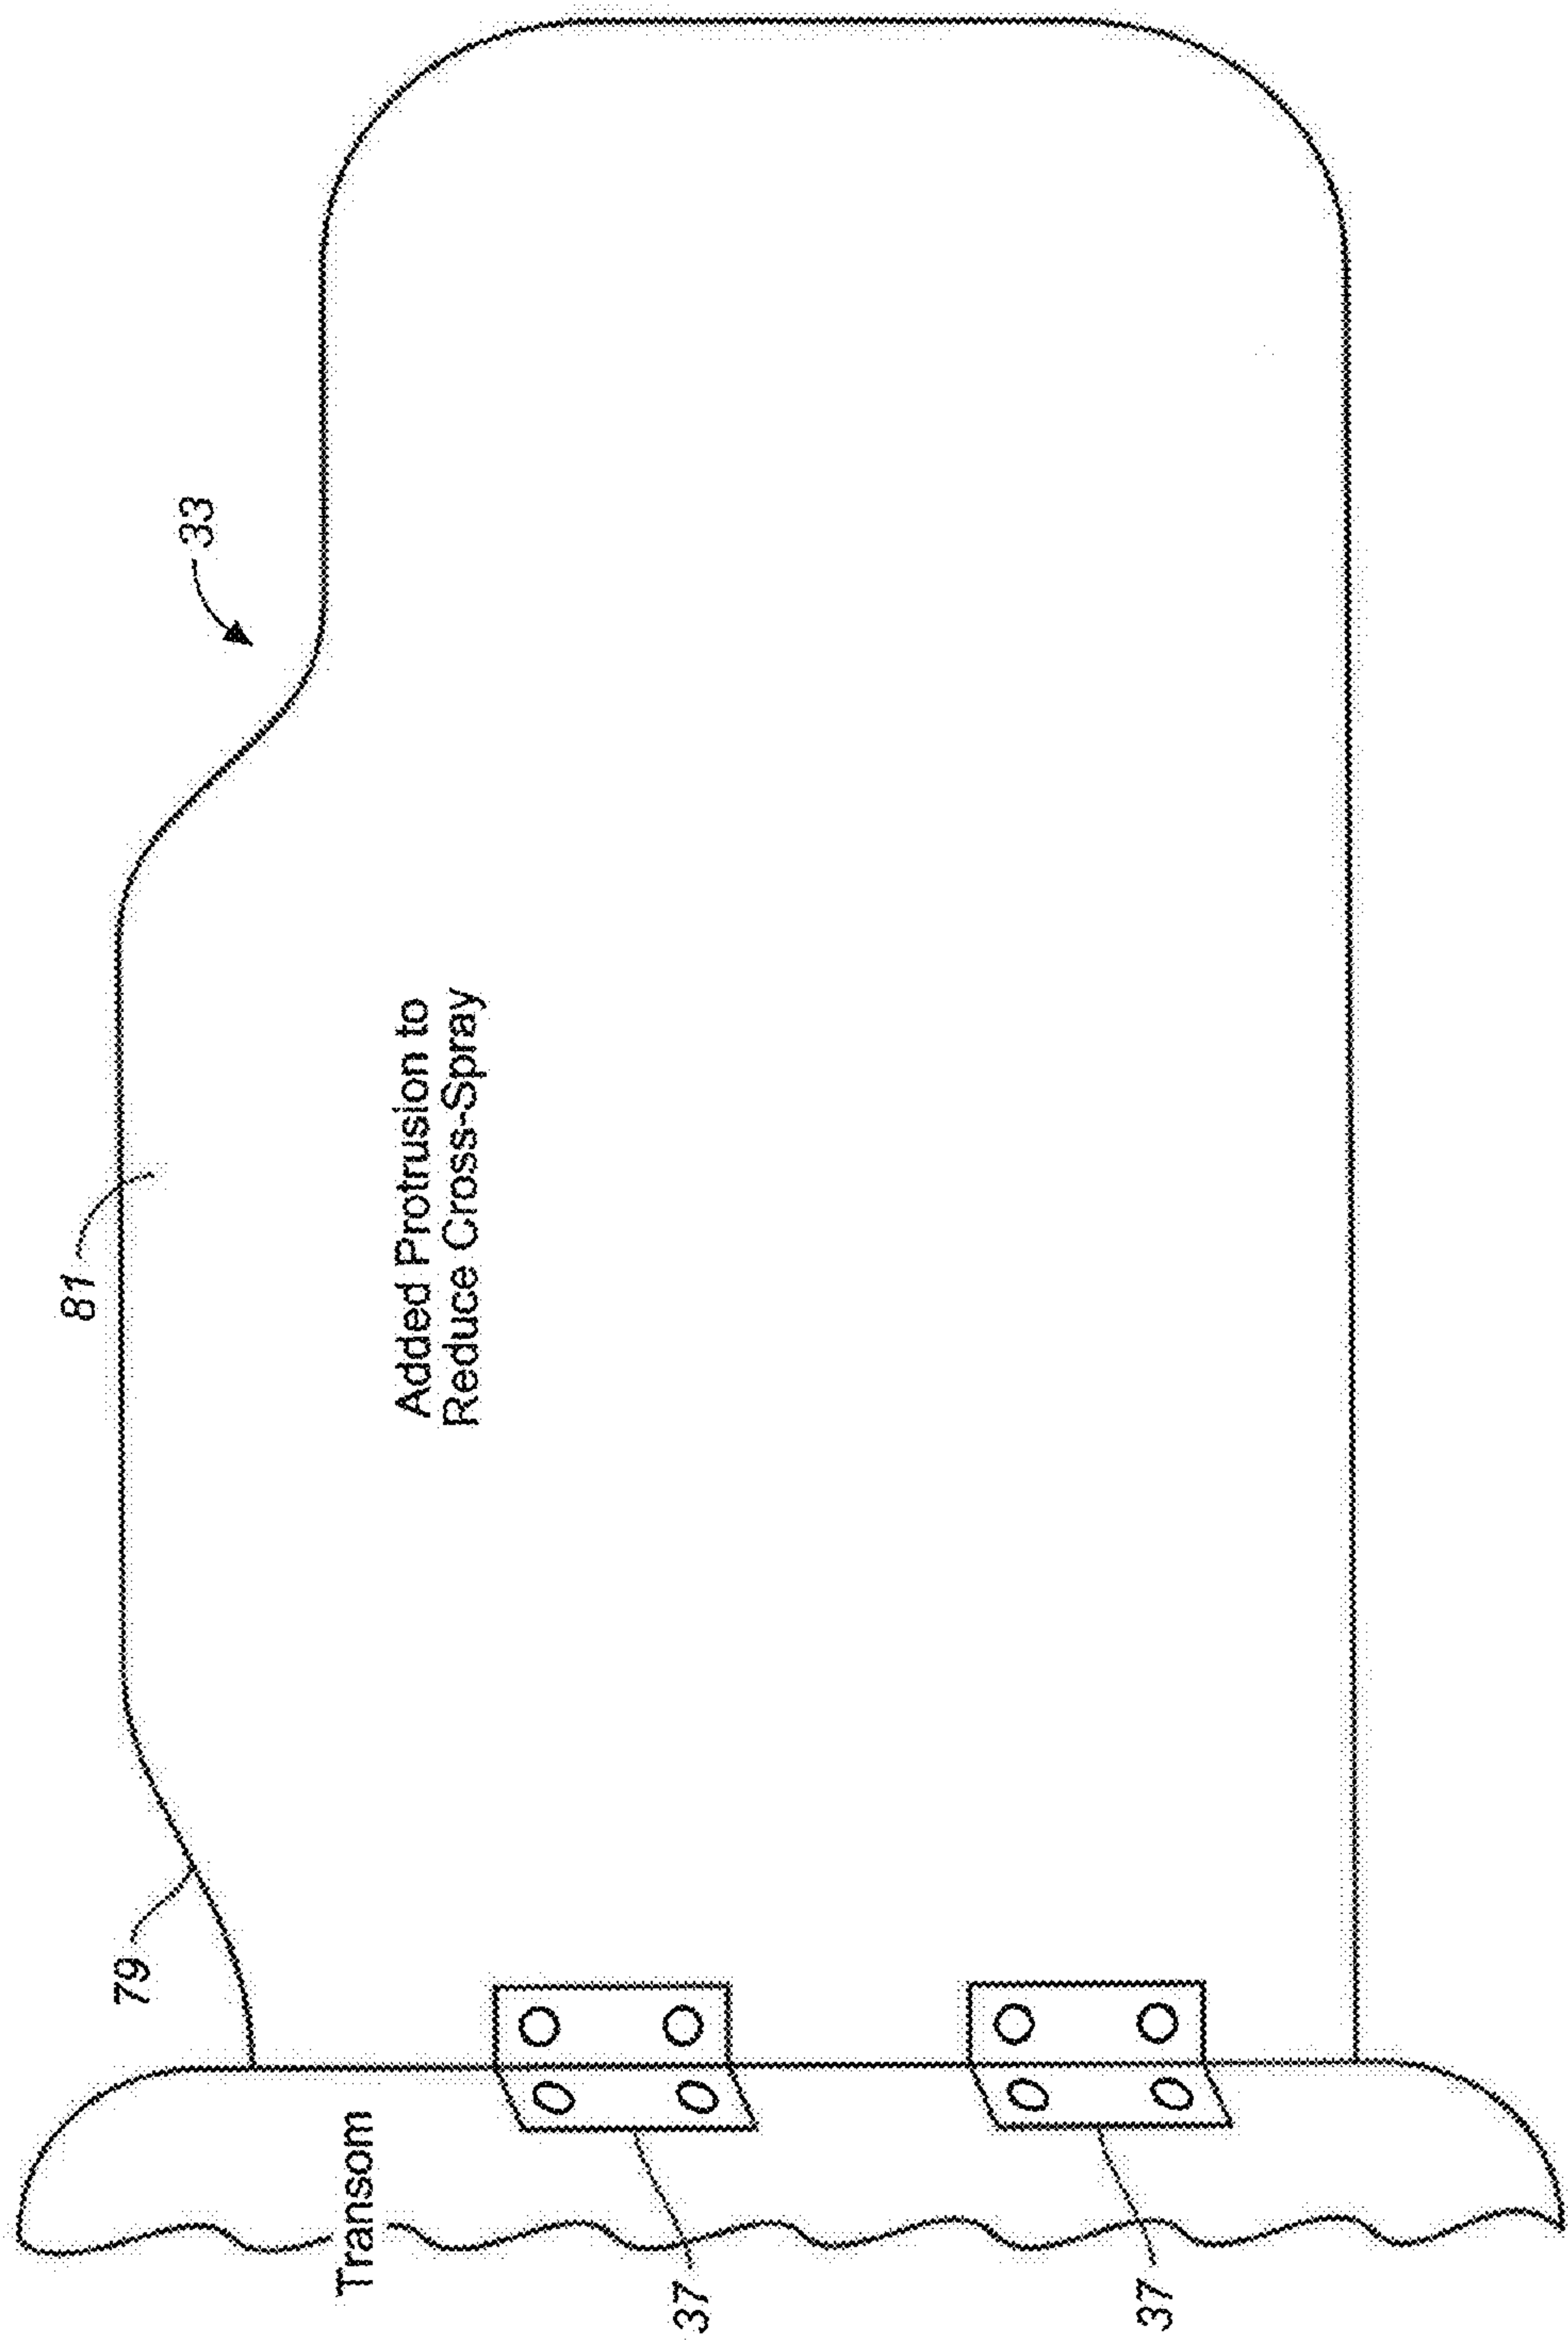 33
81
Added Protrusion to
Reduce Cross-Spray
79
Transom
37
37